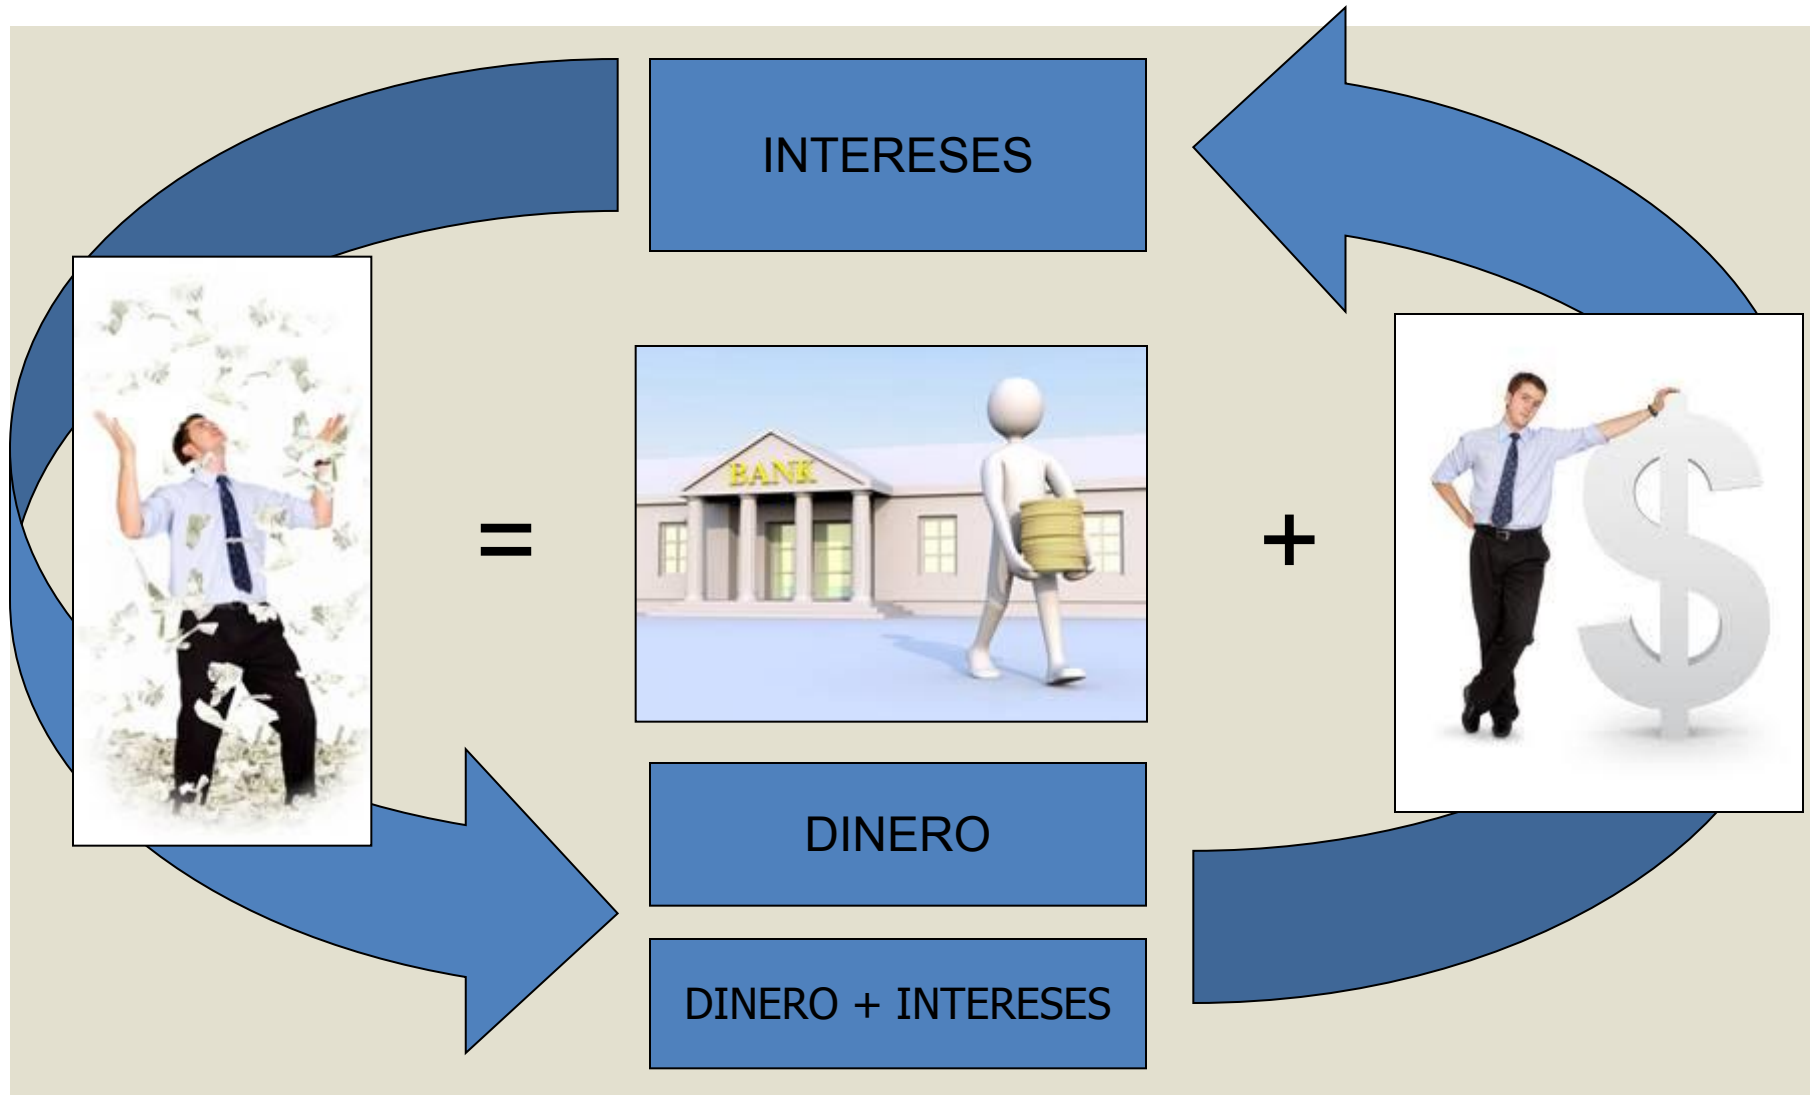 INTERESES
BANK
=
+
$
DINERO
DINERO + INTERESES